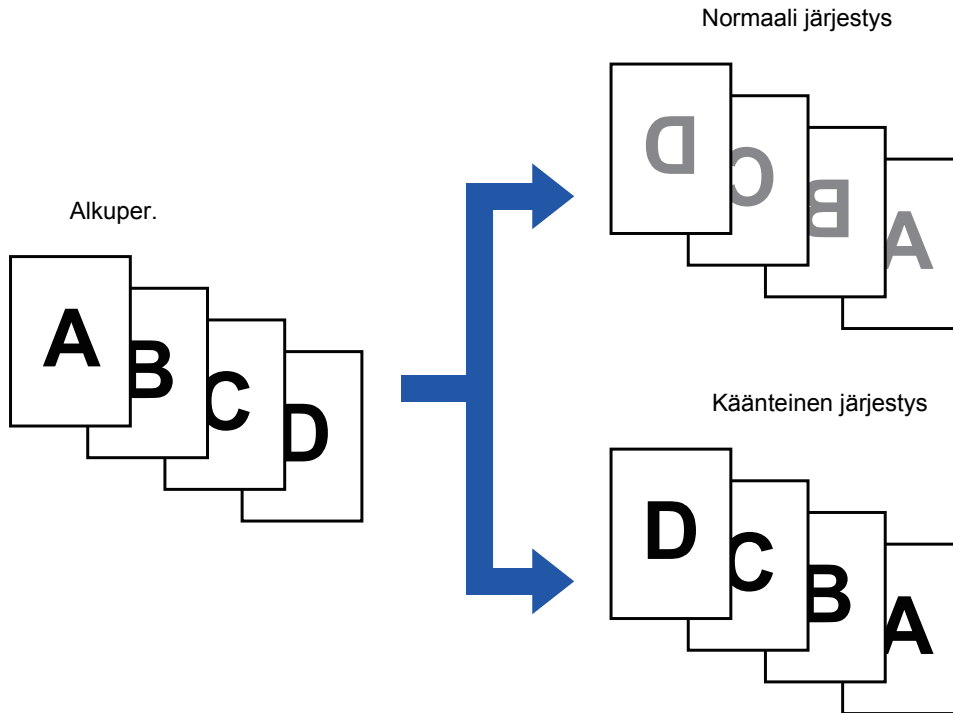 Normaali järjestys
D
C
B
A
Alkuper.
A
B
C
D
Käänteinen järjestys
D
C
B
A